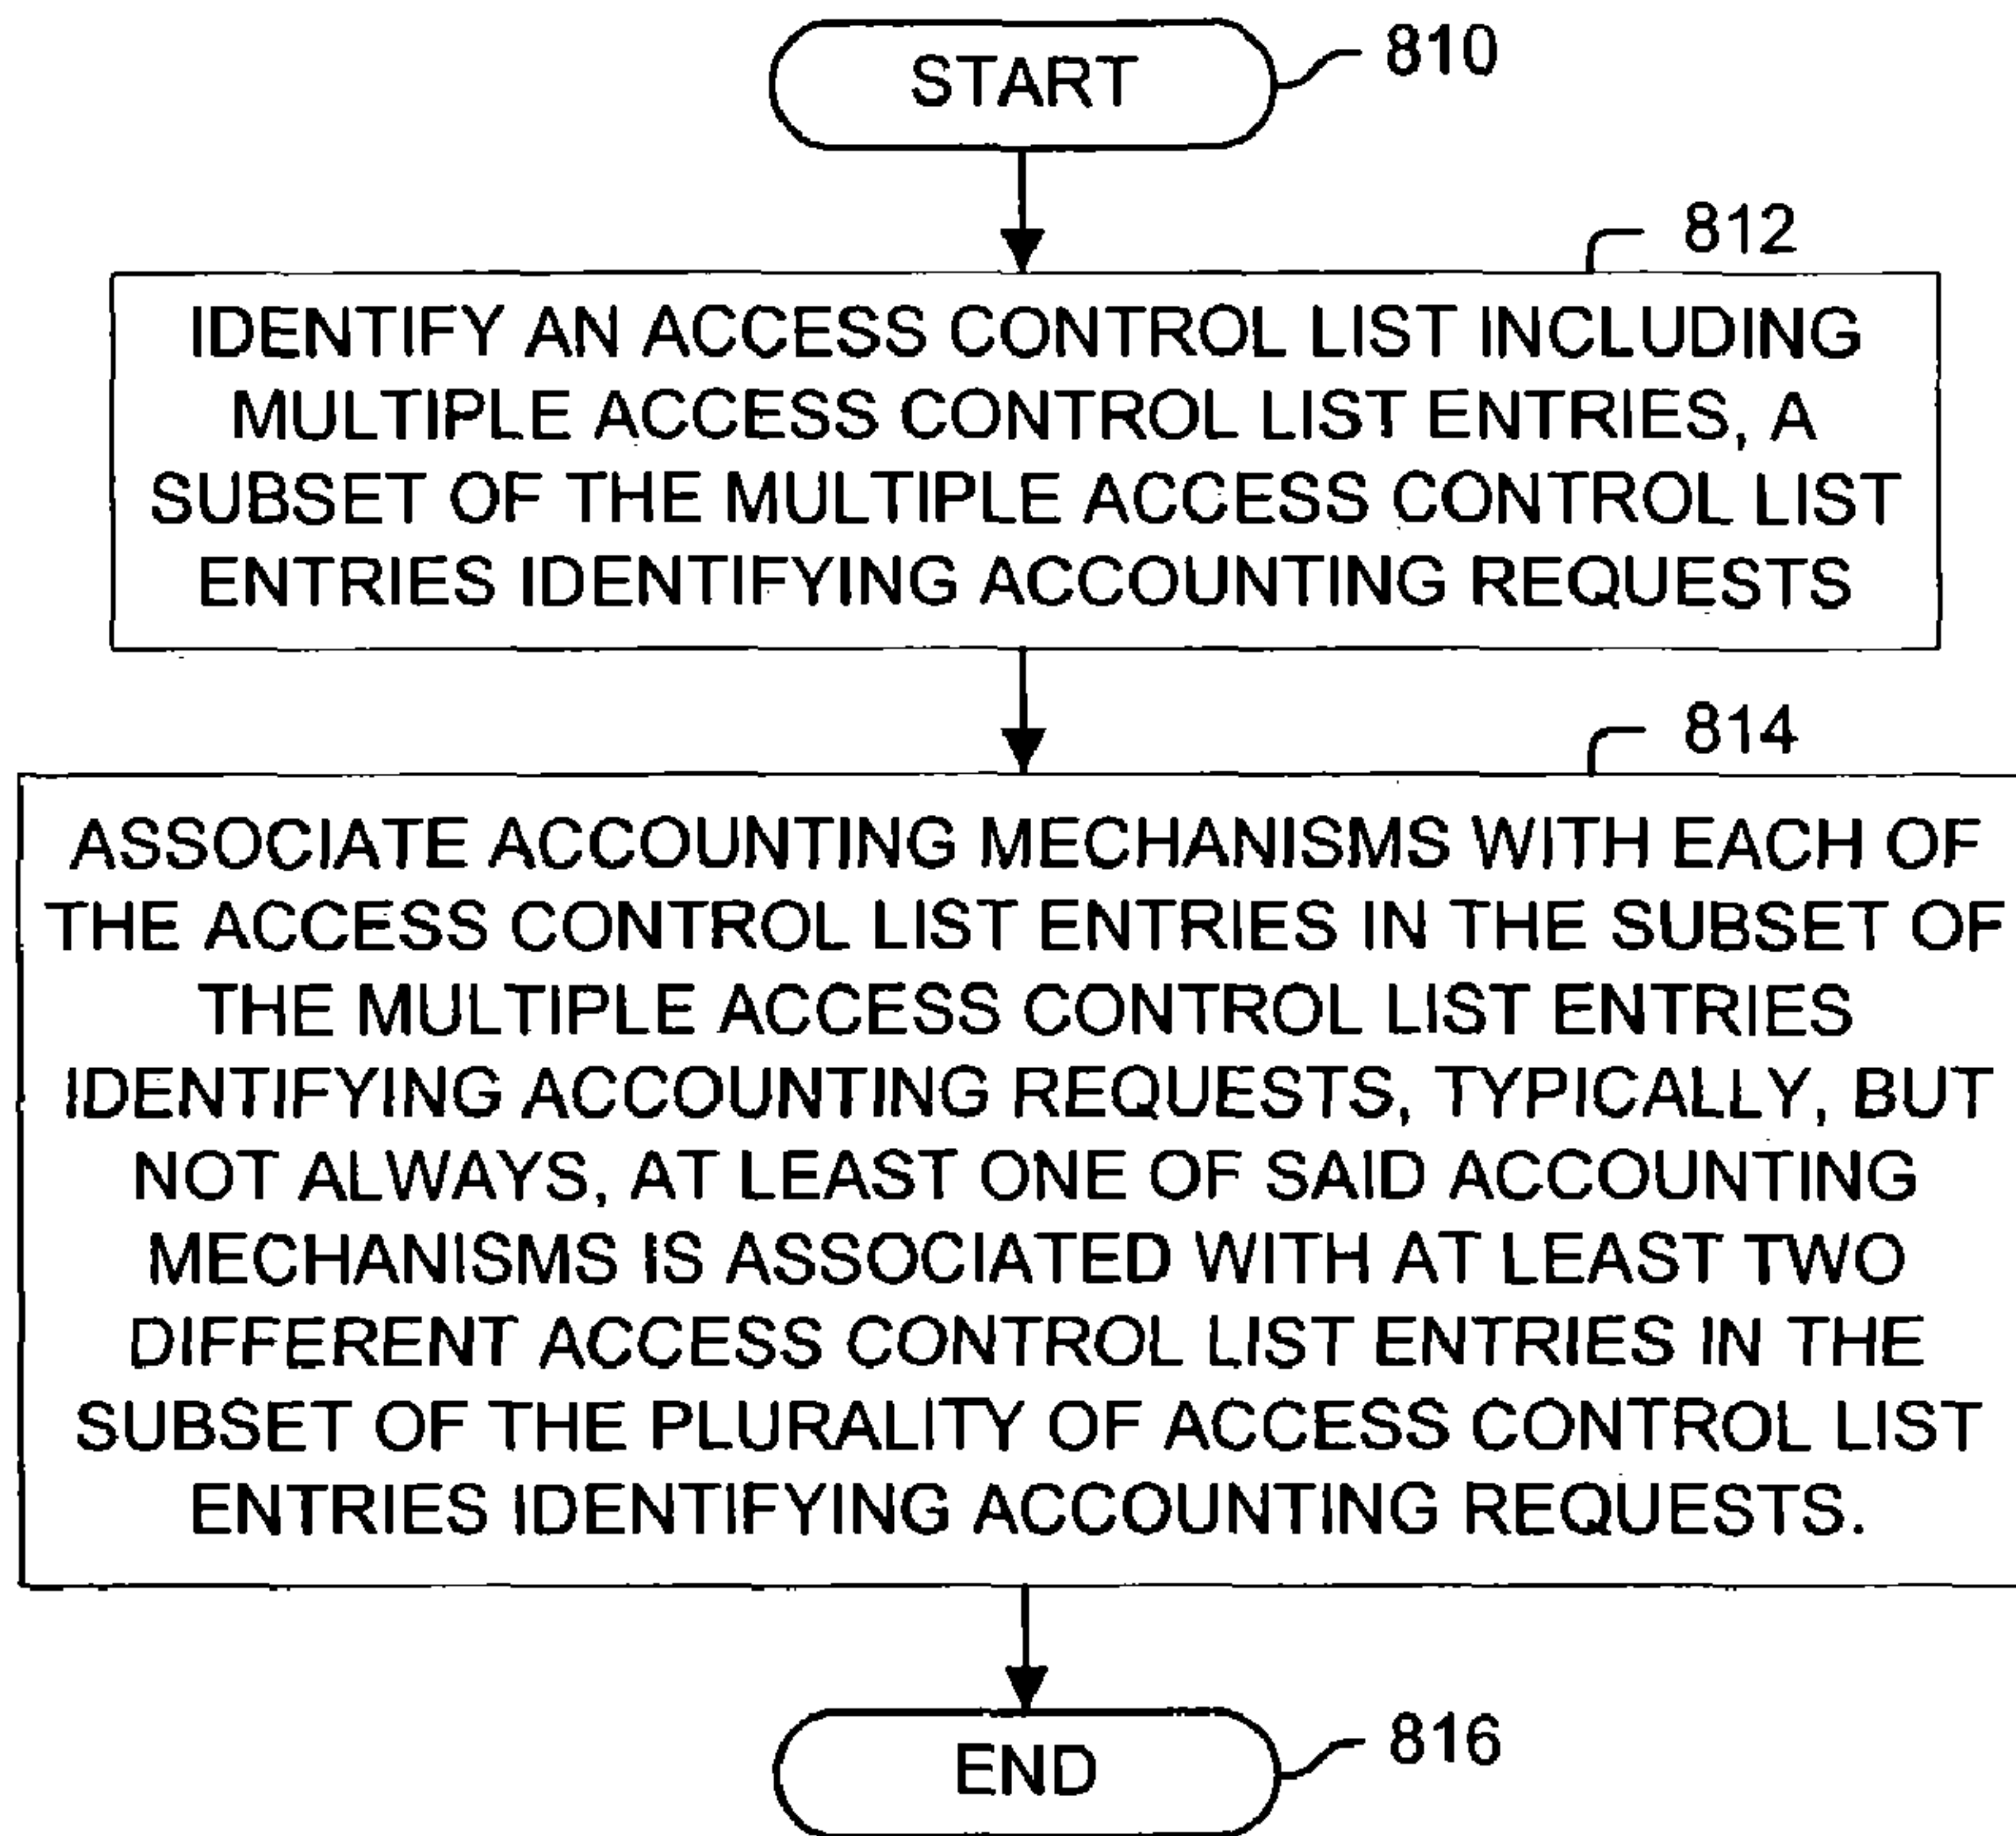 START
810
812
IDENTIFY AN ACCESS CONTROL LIST INCLUDING
MULTIPLE ACCESS CONTROL LIST ENTRIES, A
SUBSET OF THE MULTIPLE ACCESS CONTROL LIST
ENTRIES IDENTIFYING ACCOUNTING REQUESTS
814
ASSOCIATE ACCOUNTING MECHANISMS WITH EACH OF
THE ACCESS CONTROL LIST ENTRIES IN THE SUBSET OF
THE MULTIPLE ACCESS CONTROL LIST ENTRIES
IDENTIFYING ACCOUNTING REQUESTS, TYPICALLY, BUT
NOT ALWAYS, AT LEAST ONE OF SAID ACCOUNTING
MECHANISMS IS ASSOCIATED WITH AT LEAST TWO
DIFFERENT ACCESS CONTROL LIST ENTRIES IN THE
SUBSET OF THE PLURALITY OF ACCESS CONTROL LIST
ENTRIES IDENTIFYING ACCOUNTING REQUESTS.
END
816